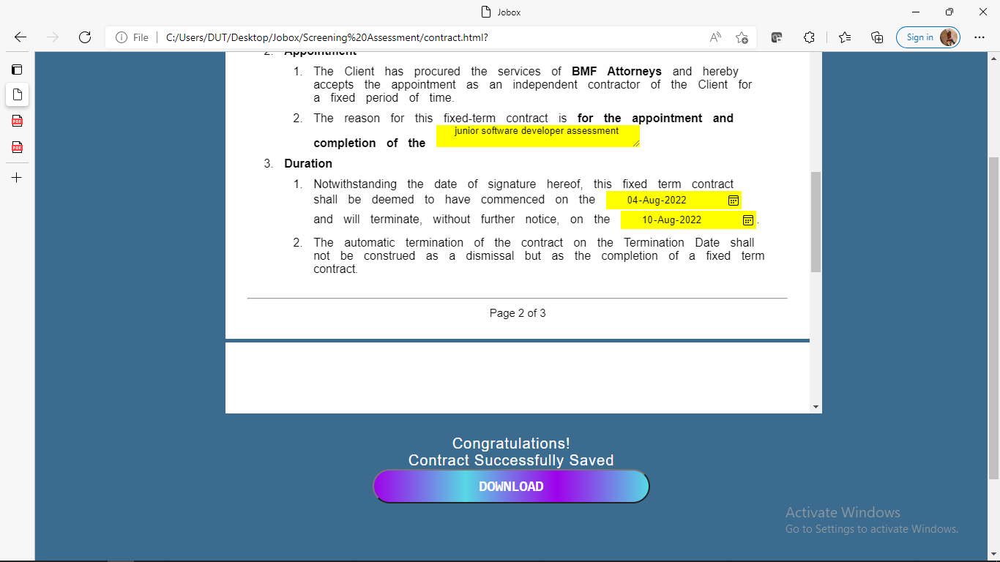 Jobox
File
C:/Users/DUT/Desktop/Jobox/Screening%20Assessment/contract.html?
Sign in
2. Appointment
1. The Client has procured the services of BMF Attorneys and hereby
accepts the appointment as an independent contractor of the Client for
a fixed period of time.
2. The reason for this fixed-term contract is for the appointment and
completion of the junior software developer assessment
3. Duration
1. Notwithstanding the date of signature hereof, this fixed term contract
shall be deemed to have commenced on the 04-Aug-2022
and will terminate, without further notice, on the 10-Aug-2022.
2. The automatic termination of the contract on the Termination Date shall
not be construed as a dismissal but as the completion of a fixed term
contract.
Page 2 of 3
Congratulations!
Contract Successfully Saved
DOWNLOAD
Activate Windows
Go to Settings to activate Windows.